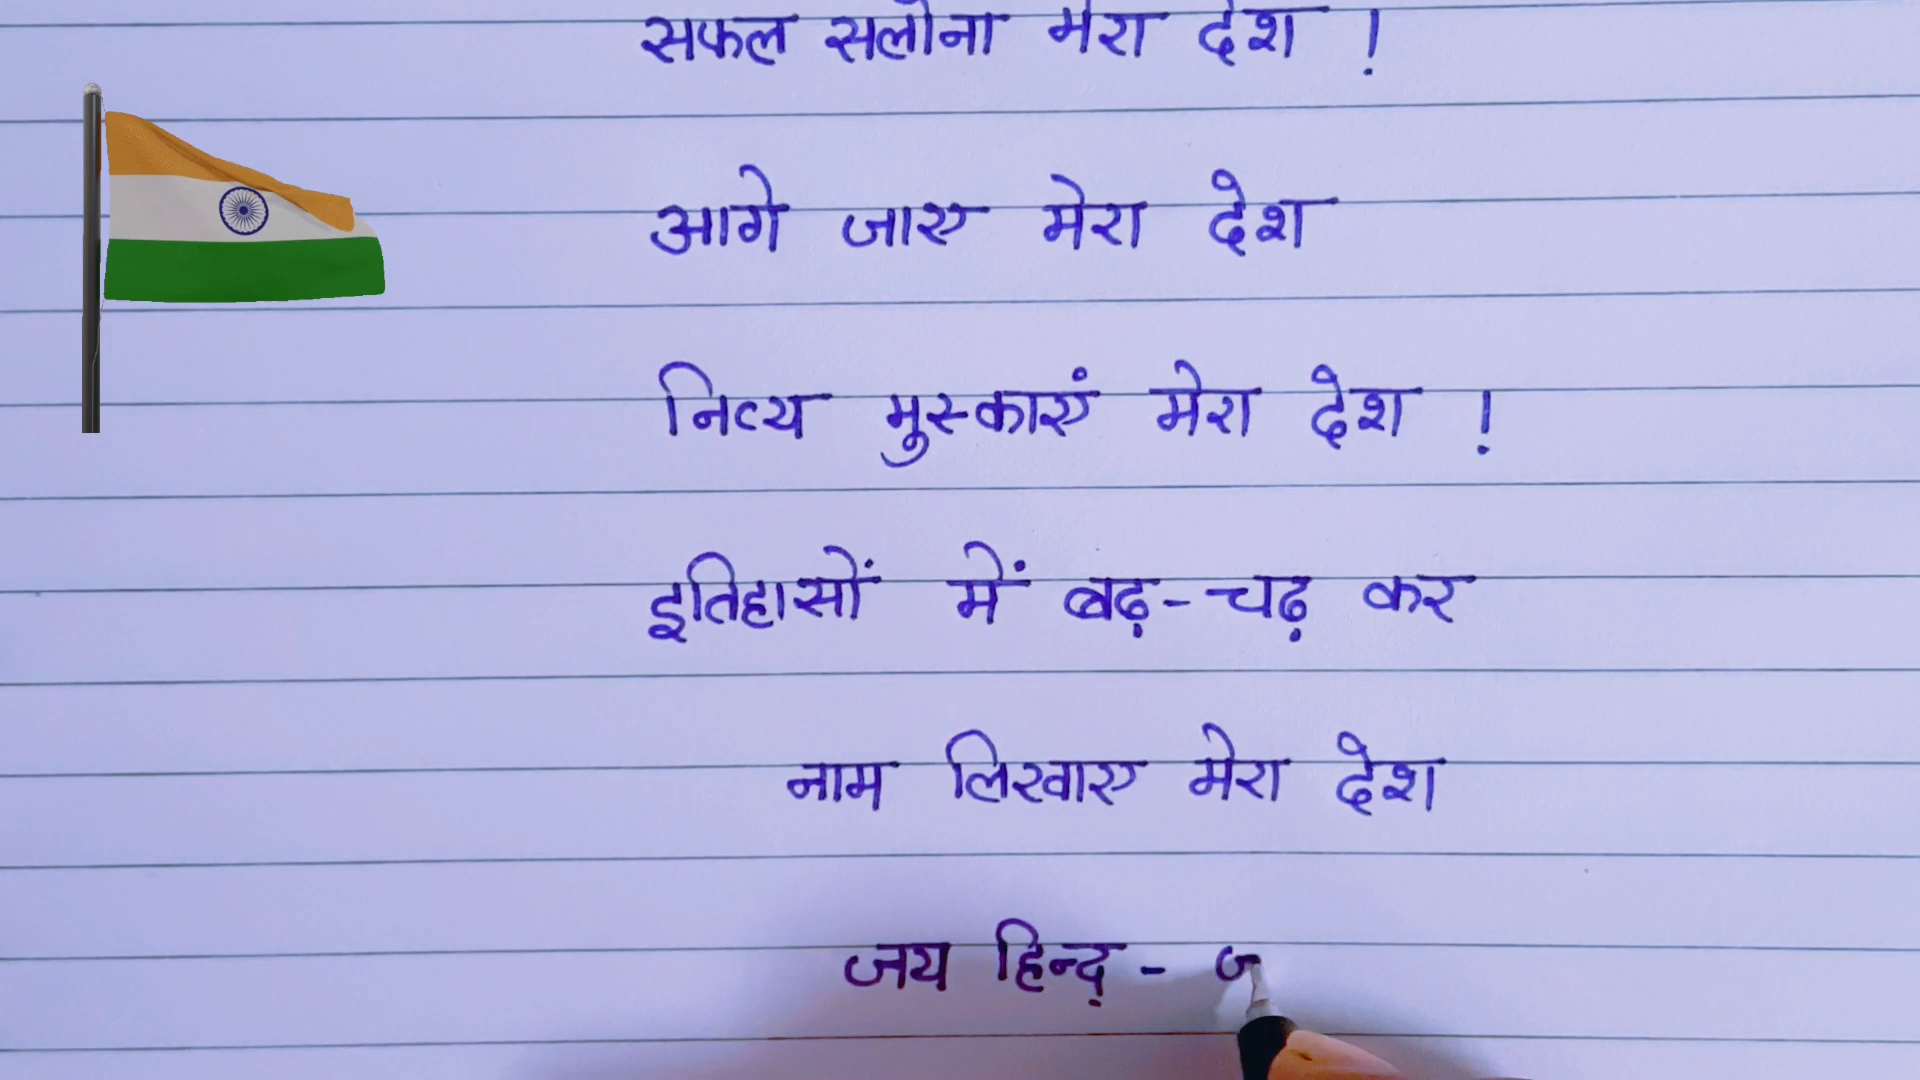 सफल सलोना मेरा देश !
आगे जाए मेरा देश
नित्य मुस्काएं मेरा देश !
इतिहासों में बढ़-चढ़ कर
नाम लिखाए मेरा देश
जय हिन्द् -